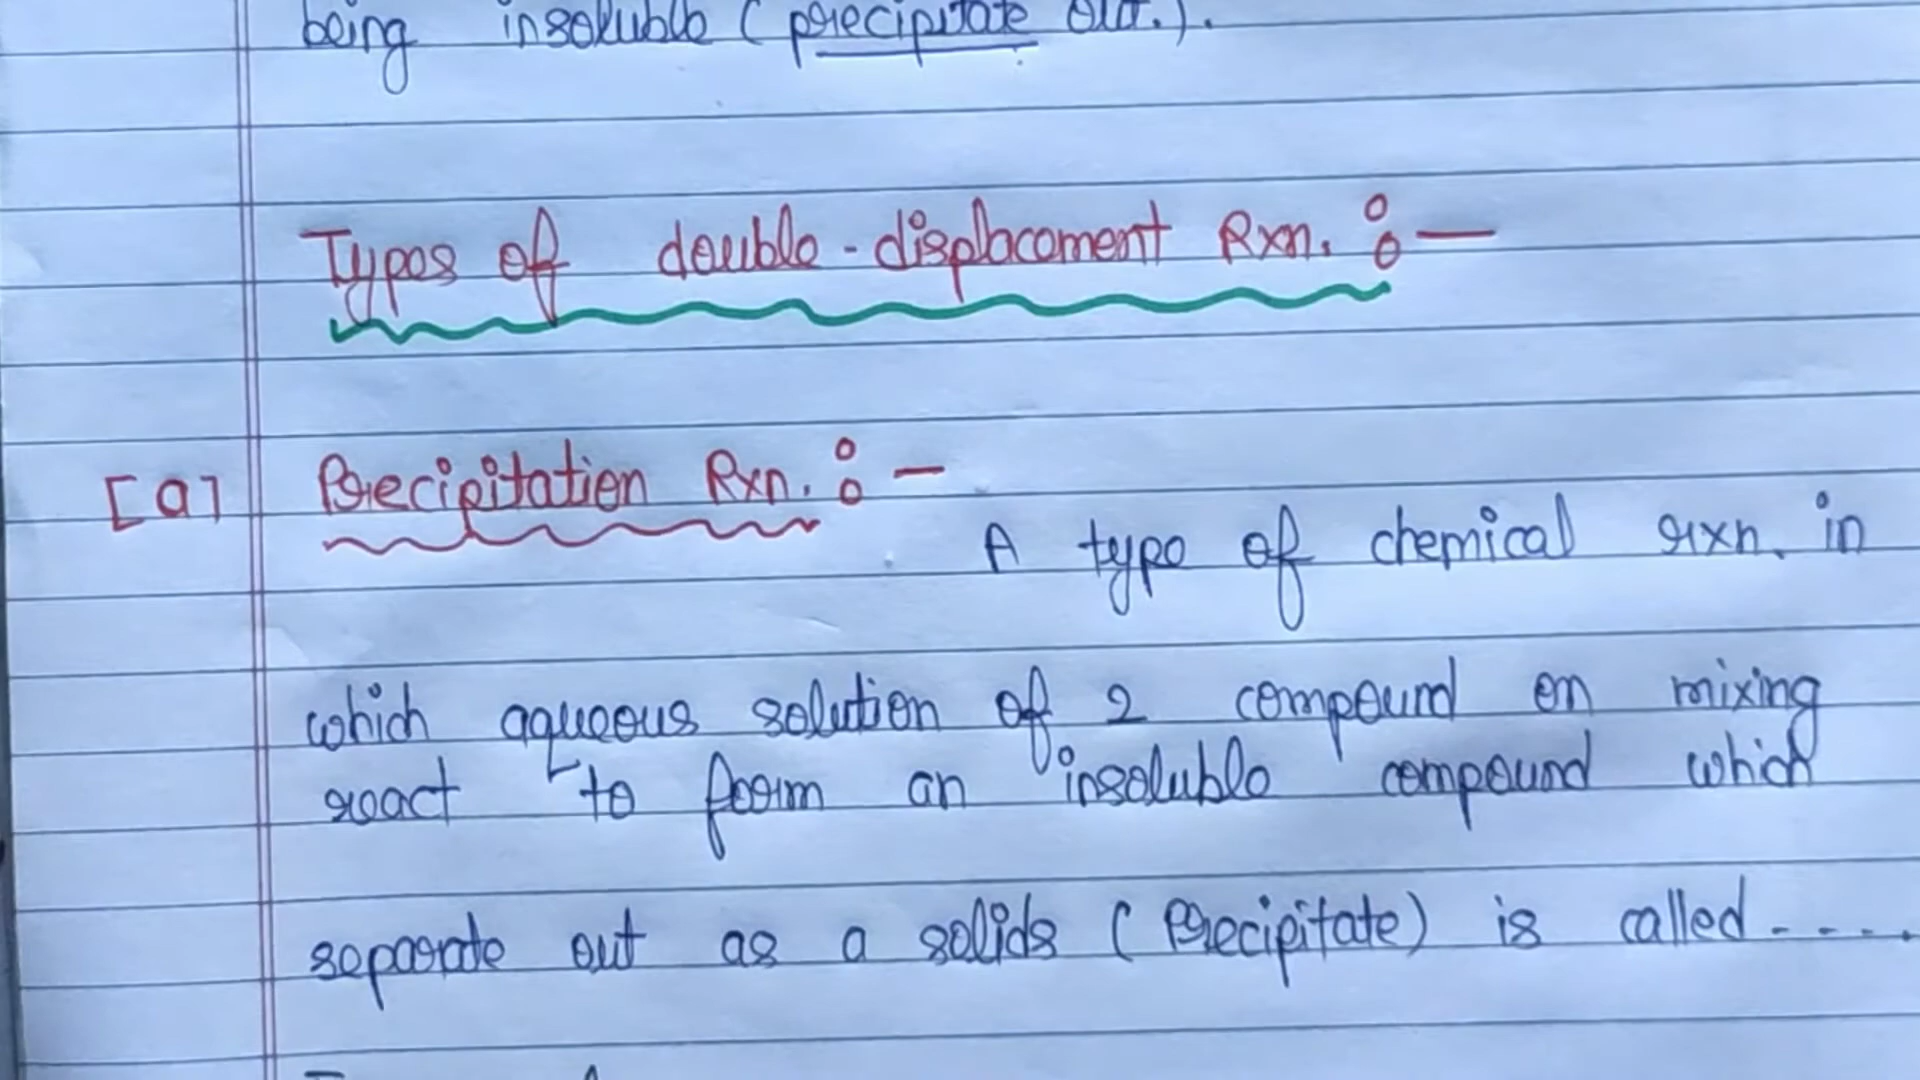 being insoluble (precipitate out.).
Types of double-displacement Rxn. :-
[a] Precipitation Rxn. :-
A type of chemical rxn. in
which aqueous solution of 2 compound on mixing
react to form an insoluble compound which
separate out as a solids (Precipitate) is called-----.